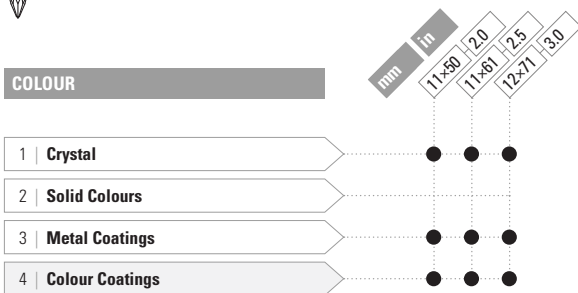 mm in
11×50 2.0
11×61 2.5
12×71 3.0
COLOUR
1 | Crystal
2 | Solid Colours
3 | Metal Coatings
4 | Colour Coatings